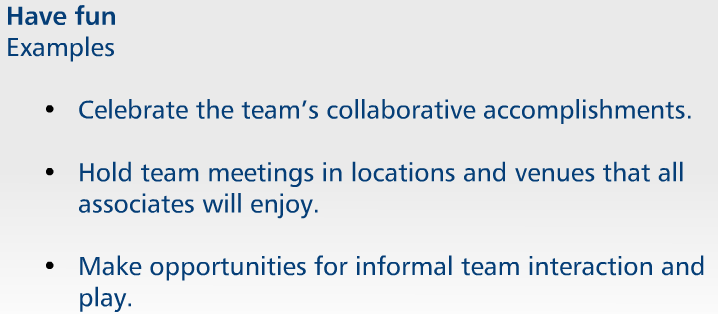 Have fun
Examples
• Celebrate the team’s collaborative accomplishments.
• Hold team meetings in locations and venues that all
associates will enjoy.
• Make opportunities for informal team interaction and
play.